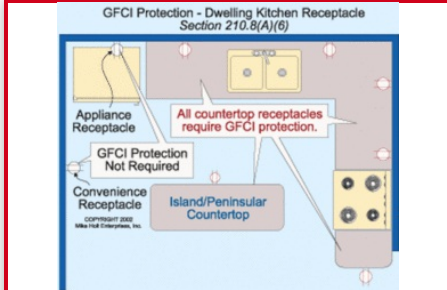 GFCI Protection - Dwelling Kitchen Receptacle
Section 210.8(A)(6)
Appliance
Receptacle
All countertop receptacles
require GFCI protection.
GFCI Protection
Not Required
Convenience
Receptacle
Island/Peninsular
Countertop
COPYRIGHT 2002
Mike Holt Enterprises, Inc.